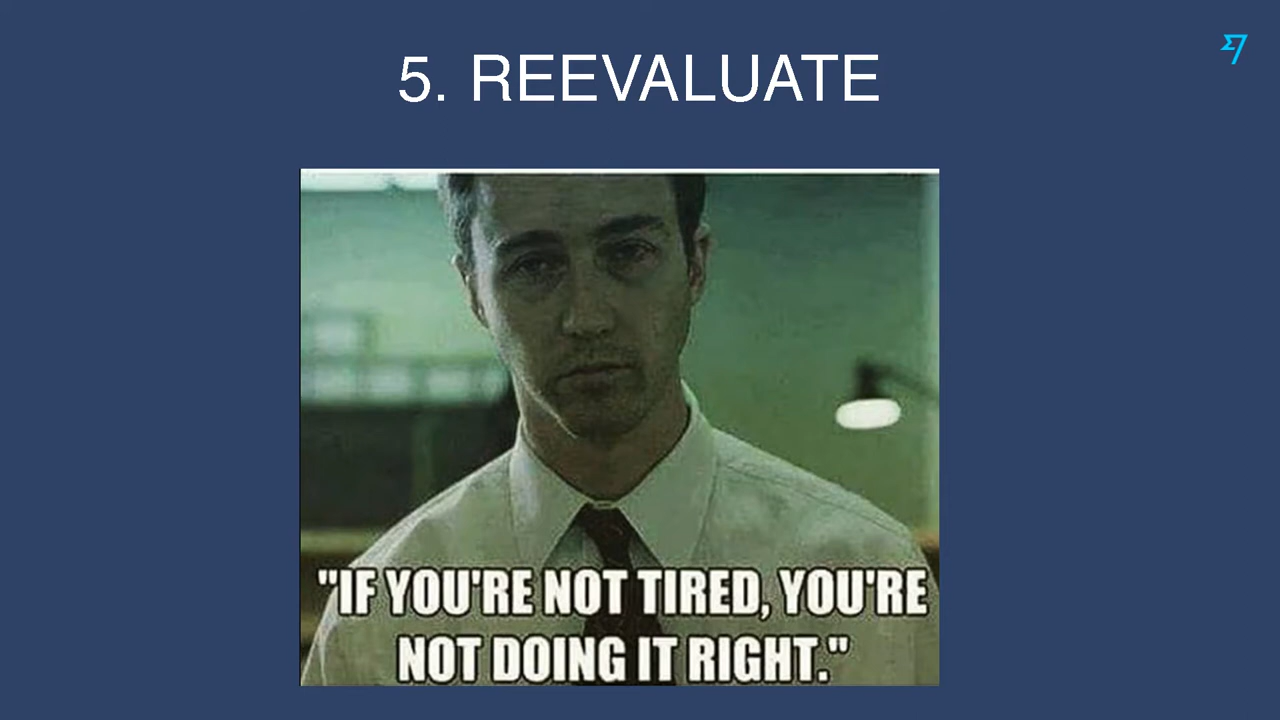 5. REEVALUATE
"IF YOU'RE NOT TIRED, YOU'RE
NOT DOING IT RIGHT."